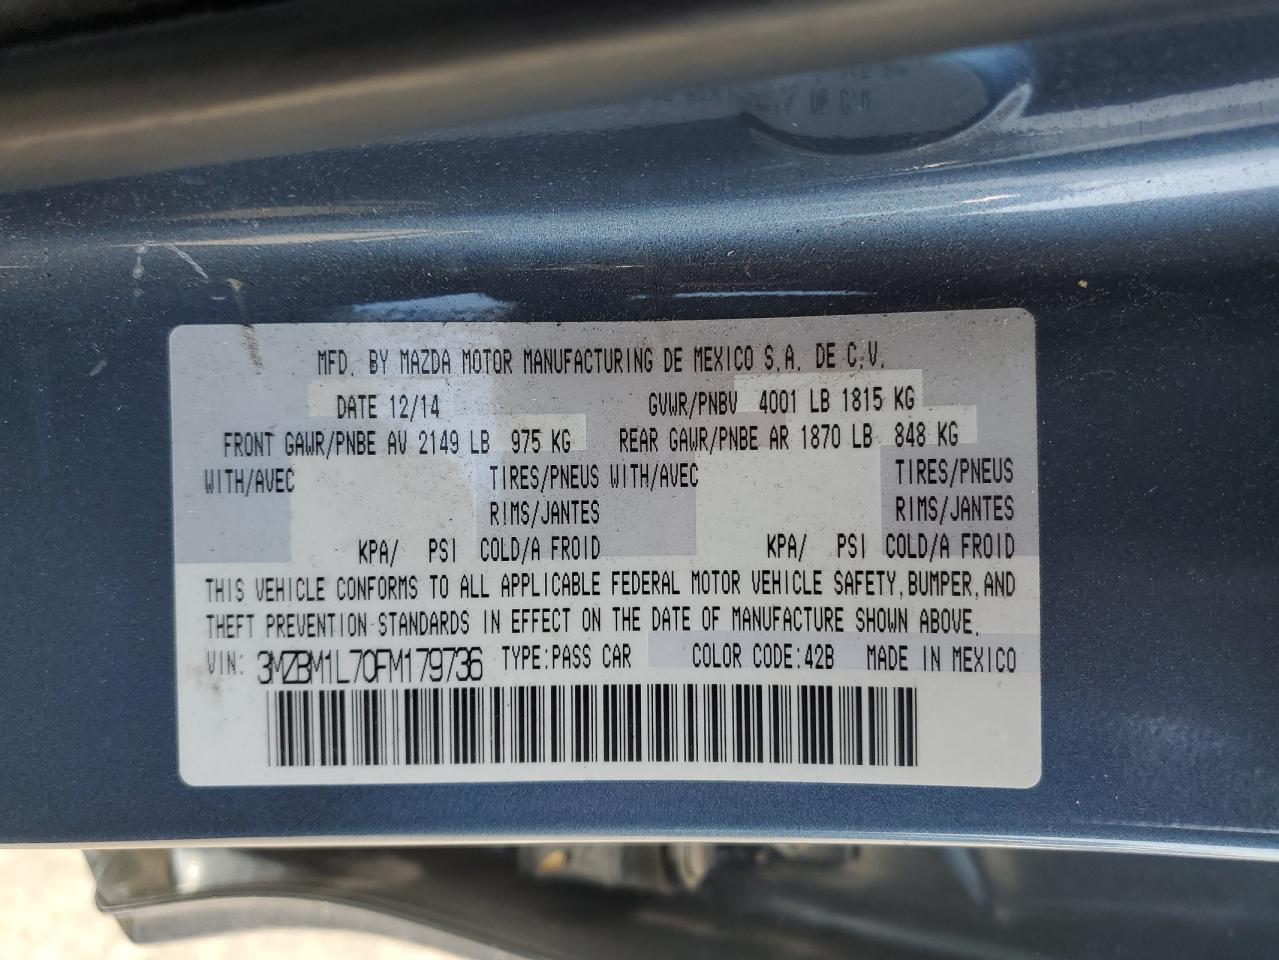 MFD. BY MAZDA MOTOR MANUFACTURING DE MEXICO S.A. DE C.V.
DATE 12/14 GVWR/PNBV 4001 LB 1815 KG
FRONT GAWR/PNBE AV 2149 LB 975 KG REAR GAWR/PNBE AR 1870 LB 848 KG
WITH/AVEC TIRES/PNEUS WITH/AVEC TIRES/PNEUS
RIMS/JANTES RIMS/JANTES
KPA/ PSI COLD/A FROID KPA/ PSI COLD/A FROID
THIS VEHICLE CONFORMS TO ALL APPLICABLE FEDERAL MOTOR VEHICLE SAFETY, BUMPER, AND
THEFT PREVENTION STANDARDS IN EFFECT ON THE DATE OF MANUFACTURE SHOWN ABOVE.
VIN: 3MZBM1L70FM179736 TYPE:PASS CAR COLOR CODE:42B MADE IN MEXICO